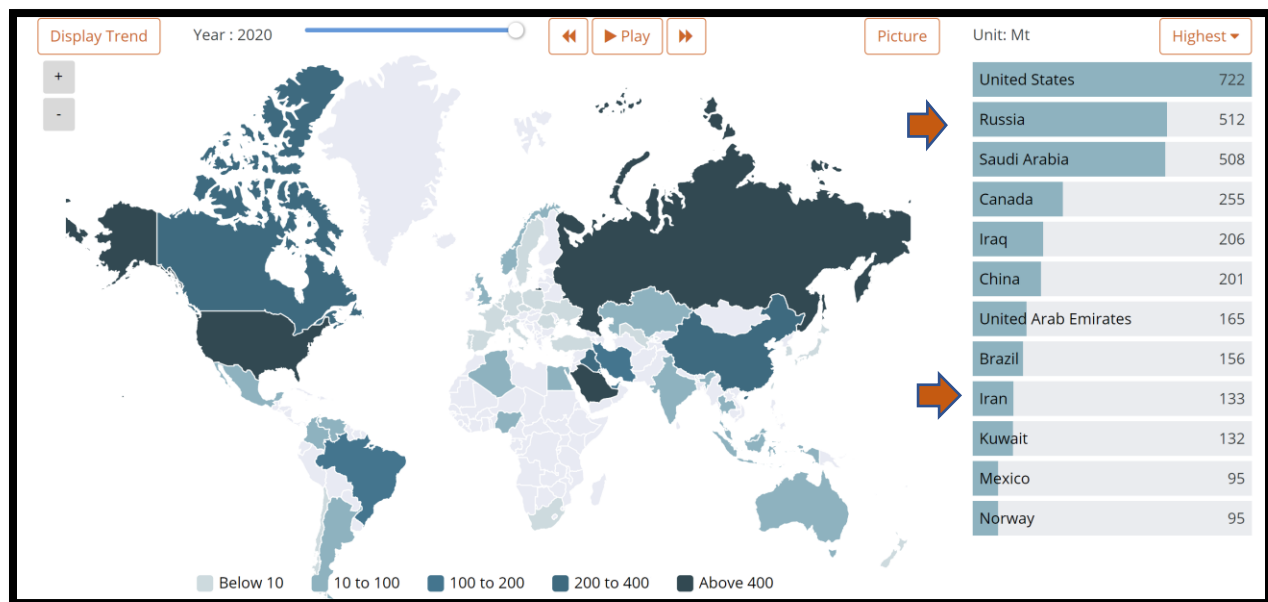 Display Trend Year : 2020 Play Picture Unit: Mt Highest
+
-
United States 722
Russia 512
Saudi Arabia 508
Canada 255
Iraq 206
China 201
United Arab Emirates 165
Brazil 156
Iran 133
Kuwait 132
Mexico 95
Norway 95
Below 10 10 to 100 100 to 200 200 to 400 Above 400